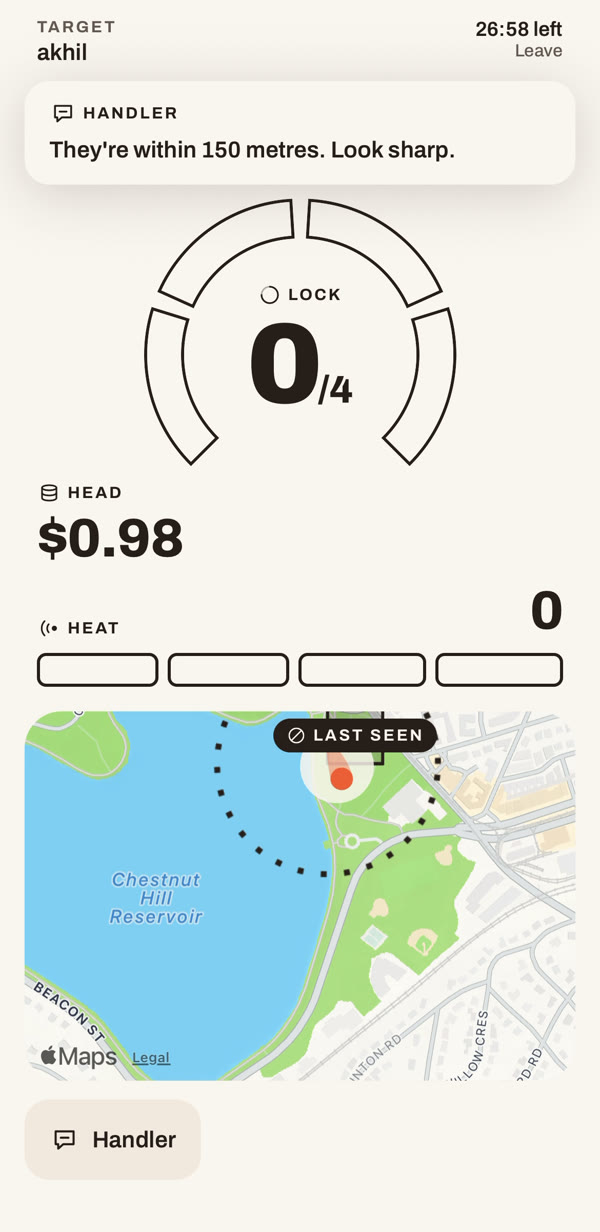 TARGET
akhil
26:58 left
Leave
HANDLER
They're within 150 metres. Look sharp.
LOCK
0/4
HEAD
$0.98
HEAT
0
LAST SEEN
Chestnut
Hill
Reservoir
BEACON ST
Maps
Legal
Handler